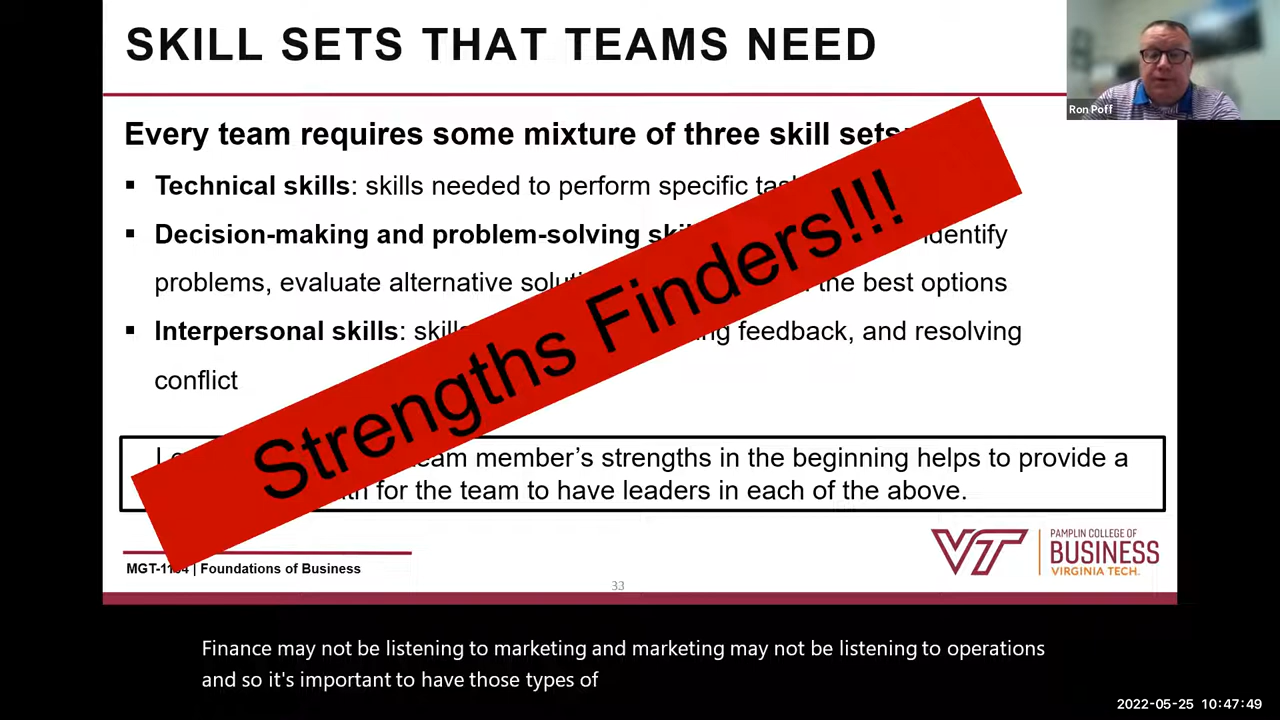 SKILL SETS THAT TEAMS NEED
Ron Poff
Every team requires some mixture of three skill sets:
▪ Technical skills: skills needed to perform specific
▪ Decision-making and problem-solving identify
problems, evaluate alternative the best options
▪ Interpersonal skills: feedback, and resolving
conflict
Strengths Finders!!!
team member's strengths in the beginning helps to provide a
for the team to have leaders in each of the above.
MGT- | Foundations of Business
33
VT
PAMPLIN COLLEGE OF
BUSINESS
VIRGINIA TECH.
Finance may not be listening to marketing and marketing may not be listening to operations
and so it's important to have those types of
2022-05-25 10:47:49